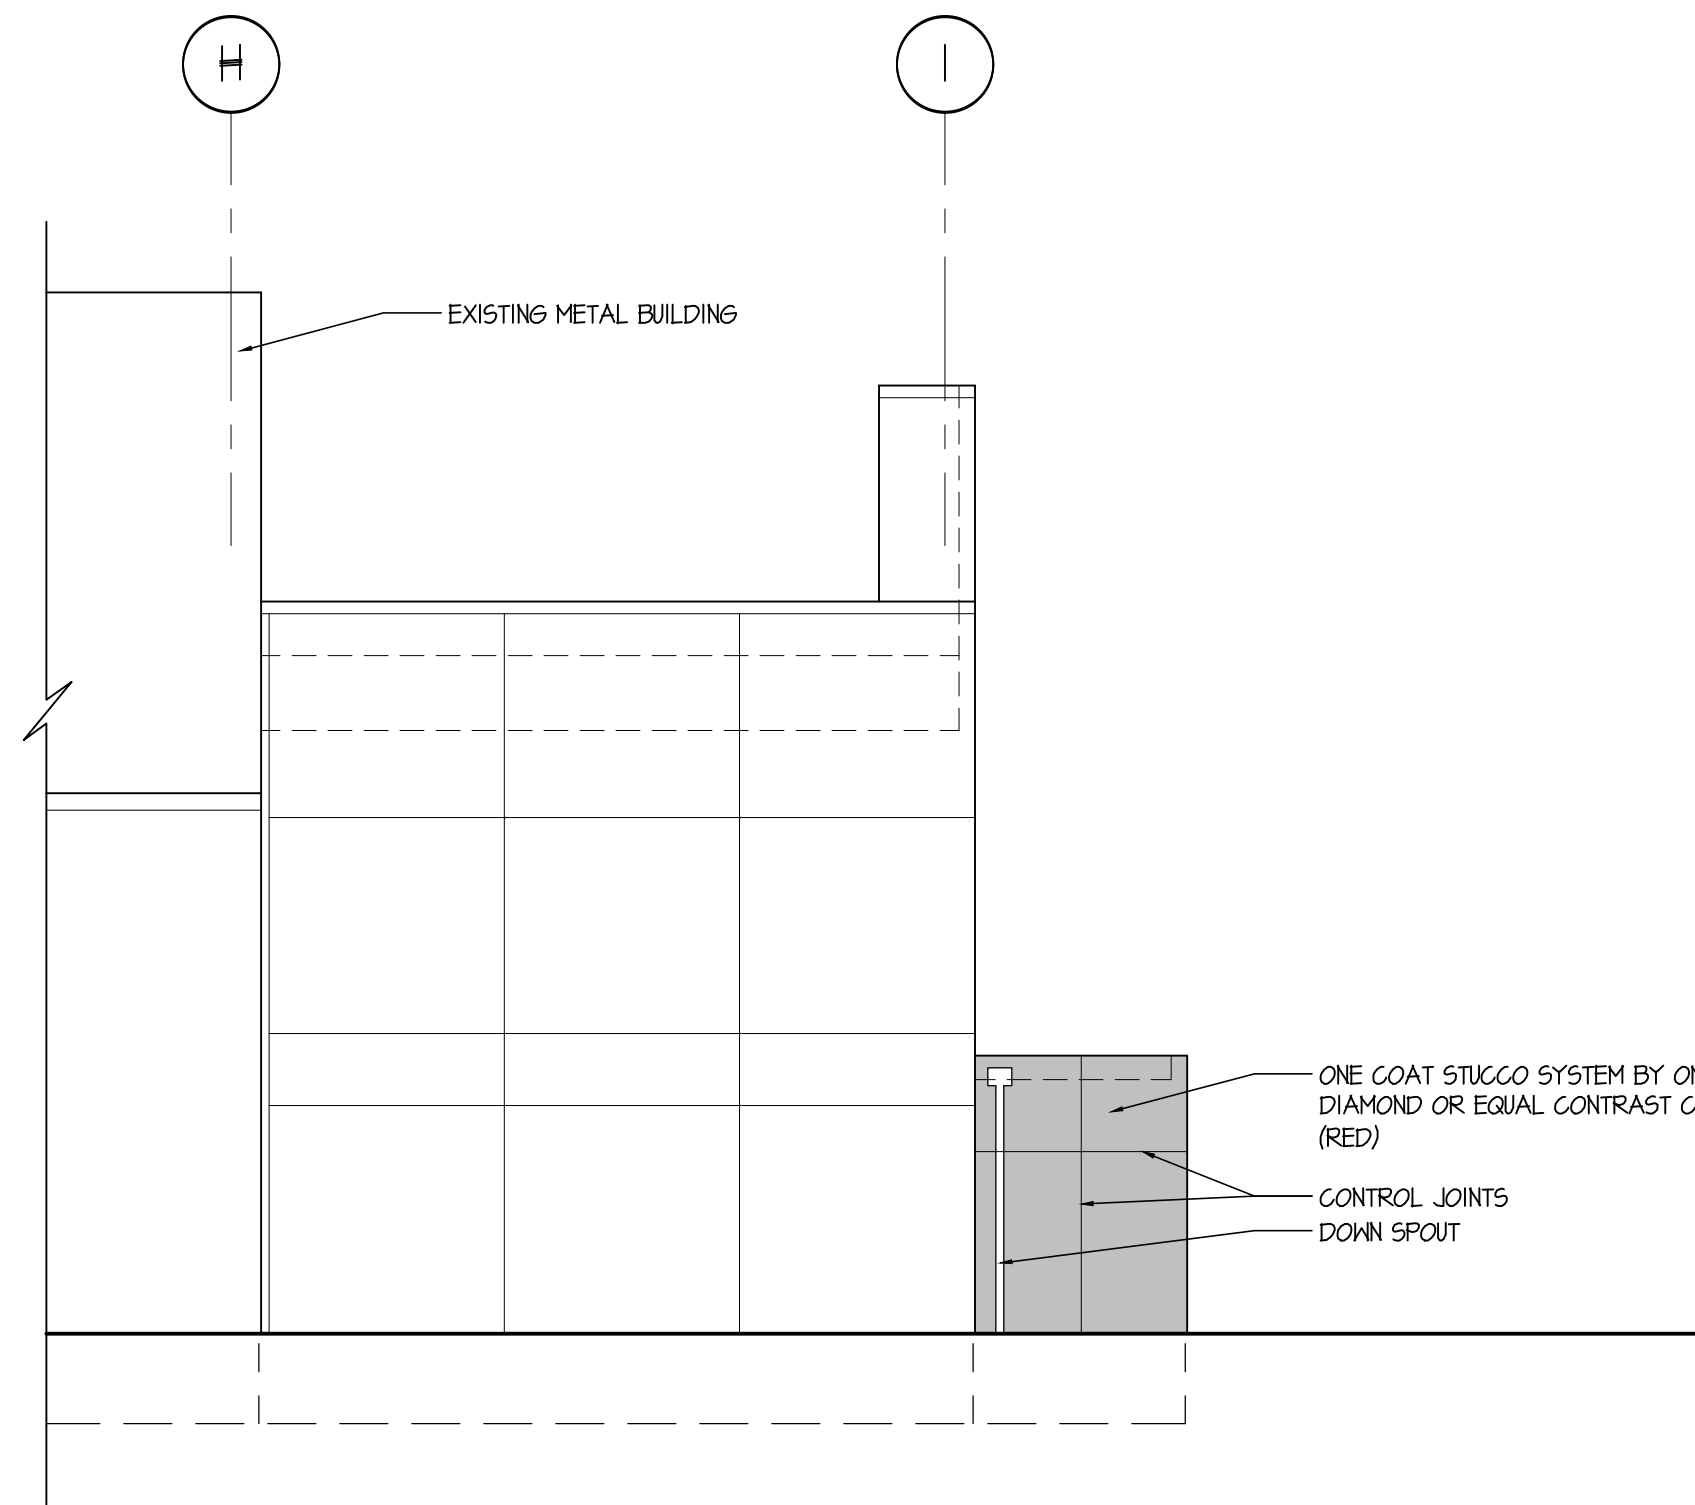 H
I
EXISTING METAL BUILDING
ONE COAT STUCCO SYSTEM BY
DIAMOND OR EQUAL CONTRAST
(RED)
CONTROL JOINTS
DOWN SPOUT